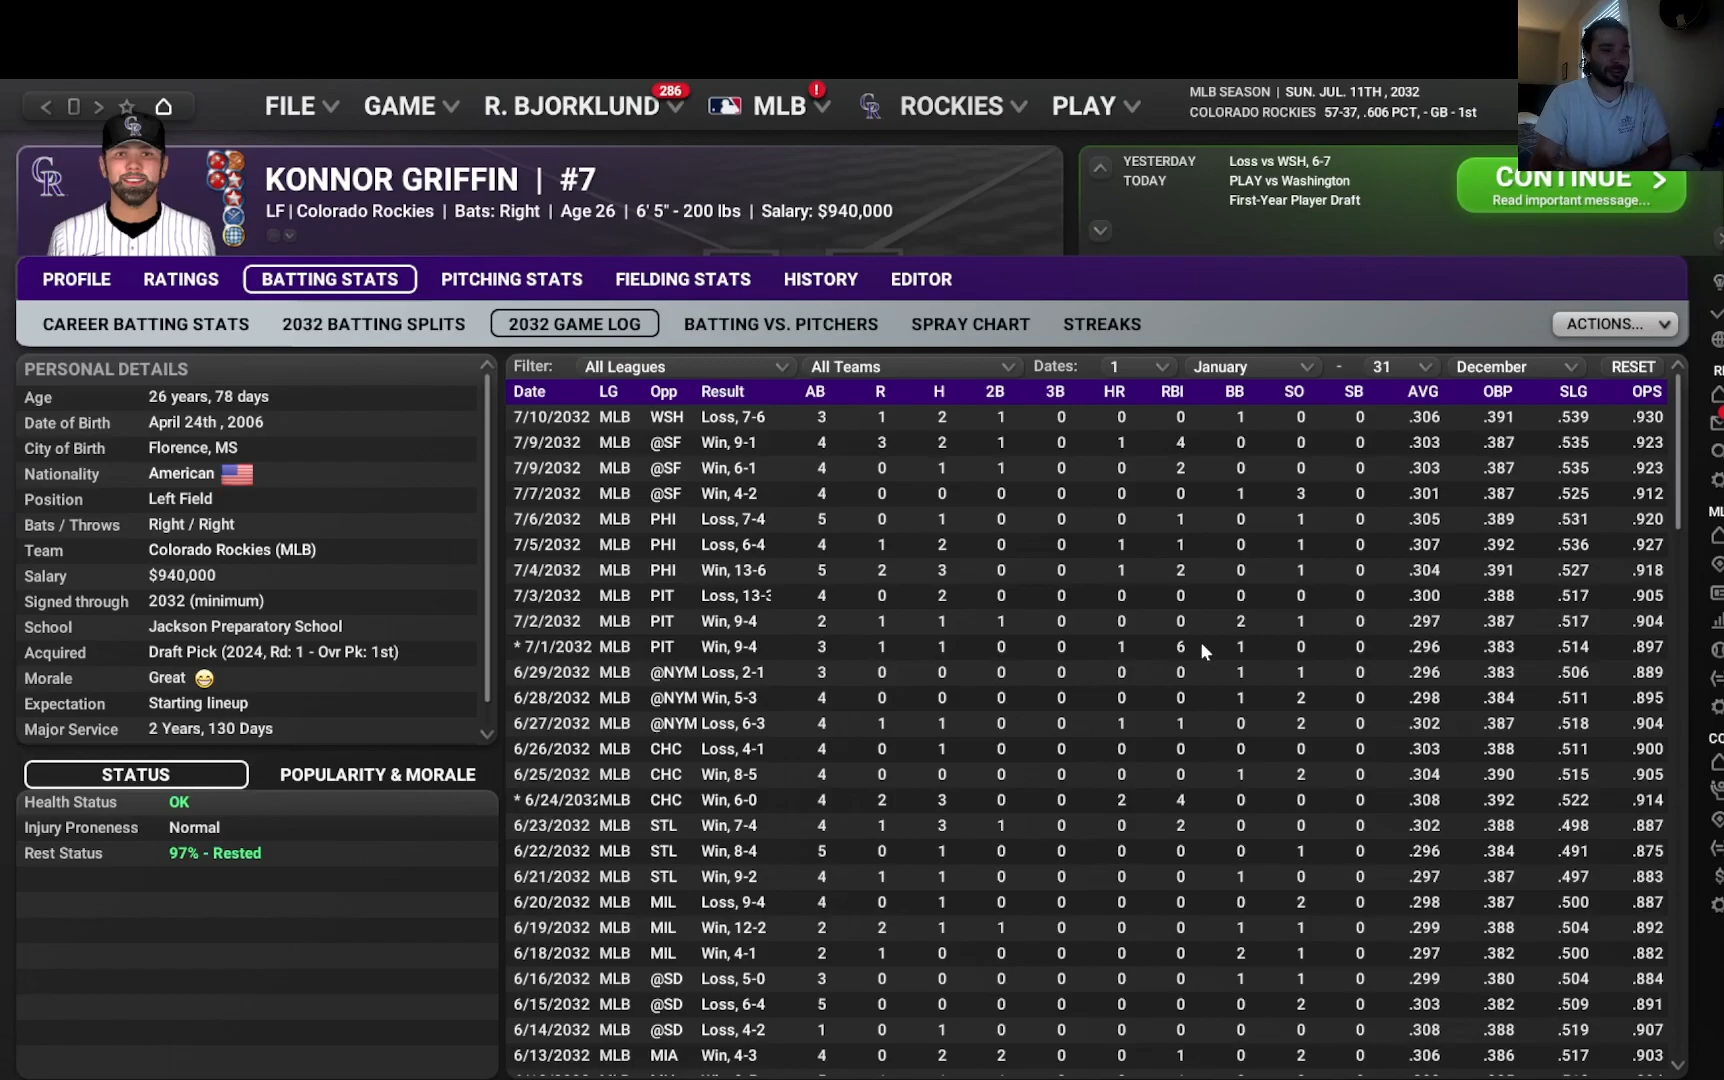 FILE GAME R. BJORKLUND 286 MLB ! ROCKIES PLAY
MLB SEASON | SUN. JUL. 11TH , 2032
COLORADO ROCKIES 57-37, .606 PCT, - GB - 1st
KONNOR GRIFFIN | #7
LF | Colorado Rockies | Bats: Right | Age 26 | 6' 5" - 200 lbs | Salary: $940,000
YESTERDAY Loss vs WSH, 6-7
TODAY PLAY vs Washington
First-Year Player Draft
CONTINUE >
Read important message...
PROFILE RATINGS BATTING STATS PITCHING STATS FIELDING STATS HISTORY EDITOR
CAREER BATTING STATS 2032 BATTING SPLITS 2032 GAME LOG BATTING VS. PITCHERS SPRAY CHART STREAKS ACTIONS...
PERSONAL DETAILS
Age 26 years, 78 days
Date of Birth April 24th , 2006
City of Birth Florence, MS
Nationality American
Position Left Field
Bats / Throws Right / Right
Team Colorado Rockies (MLB)
Salary $940,000
Signed through 2032 (minimum)
School Jackson Preparatory School
Acquired Draft Pick (2024, Rd: 1 - Ovr Pk: 1st)
Morale Great
Expectation Starting lineup
Major Service 2 Years, 130 Days
STATUS POPULARITY & MORALE
Health Status OK
Injury Proneness Normal
Rest Status 97% - Rested
Filter: All Leagues All Teams Dates: 1 January - 31 December RESET
Date LG Opp Result AB R H 2B 3B HR RBI BB SO SB AVG OBP SLG OPS
7/10/2032 MLB WSH Loss, 7-6 3 1 2 1 0 0 0 1 0 0 .306 .391 .539 .930
7/9/2032 MLB @SF Win, 9-1 4 3 2 1 0 1 4 0 0 0 .303 .387 .535 .923
7/9/2032 MLB @SF Win, 6-1 4 0 1 1 0 0 2 0 0 0 .303 .387 .535 .923
7/7/2032 MLB @SF Win, 4-2 4 0 0 0 0 0 0 1 3 0 .301 .387 .525 .912
7/6/2032 MLB PHI Loss, 7-4 5 0 1 0 0 0 1 0 1 0 .305 .389 .531 .920
7/5/2032 MLB PHI Loss, 6-4 4 1 2 0 0 1 1 0 1 0 .307 .392 .536 .927
7/4/2032 MLB PHI Win, 13-6 5 2 3 0 0 1 2 0 1 0 .304 .391 .527 .918
7/3/2032 MLB PIT Loss, 13- 4 0 2 0 0 0 0 0 0 0 .300 .388 .517 .905
7/2/2032 MLB PIT Win, 9-4 2 1 1 1 0 0 0 2 1 0 .297 .387 .517 .904
* 7/1/2032 MLB PIT Win, 9-4 3 1 1 0 0 1 6 1 0 0 .296 .383 .514 .897
6/29/2032 MLB @NYM Loss, 2-1 3 0 0 0 0 0 0 1 1 0 .296 .383 .506 .889
6/28/2032 MLB @NYM Win, 5-3 4 0 0 0 0 0 0 1 2 0 .298 .384 .511 .895
6/27/2032 MLB @NYM Loss, 6-3 4 1 1 0 0 1 1 0 2 0 .302 .387 .518 .904
6/26/2032 MLB CHC Loss, 4-1 4 0 1 0 0 0 0 0 0 0 .303 .388 .511 .900
6/25/2032 MLB CHC Win, 8-5 4 0 0 0 0 0 0 1 2 0 .304 .390 .515 .905
* 6/24/2032 MLB CHC Win, 6-0 4 2 3 0 0 2 4 0 0 0 .308 .392 .522 .914
6/23/2032 MLB STL Win, 7-4 4 1 3 1 0 0 2 0 0 0 .302 .388 .498 .887
6/22/2032 MLB STL Win, 8-4 5 0 1 0 0 0 0 0 1 0 .296 .384 .491 .875
6/21/2032 MLB STL Win, 9-2 4 1 1 0 0 0 0 1 0 0 .297 .387 .497 .883
6/20/2032 MLB MIL Loss, 9-4 4 0 1 0 0 0 0 0 2 0 .298 .387 .500 .887
6/19/2032 MLB MIL Win, 12-2 2 2 1 1 0 0 0 1 1 0 .299 .388 .504 .892
6/18/2032 MLB MIL Win, 4-1 2 1 0 0 0 0 0 2 1 0 .297 .382 .500 .882
6/16/2032 MLB @SD Loss, 5-0 3 0 0 0 0 0 0 1 1 0 .299 .380 .504 .884
6/15/2032 MLB @SD Loss, 6-4 5 0 0 0 0 0 0 0 2 0 .303 .382 .509 .891
6/14/2032 MLB @SD Loss, 4-2 1 0 1 0 0 0 0 0 0 0 .308 .388 .519 .907
6/13/2032 MLB MIA Win, 4-3 4 0 2 2 0 0 1 0 2 0 .306 .386 .517 .903